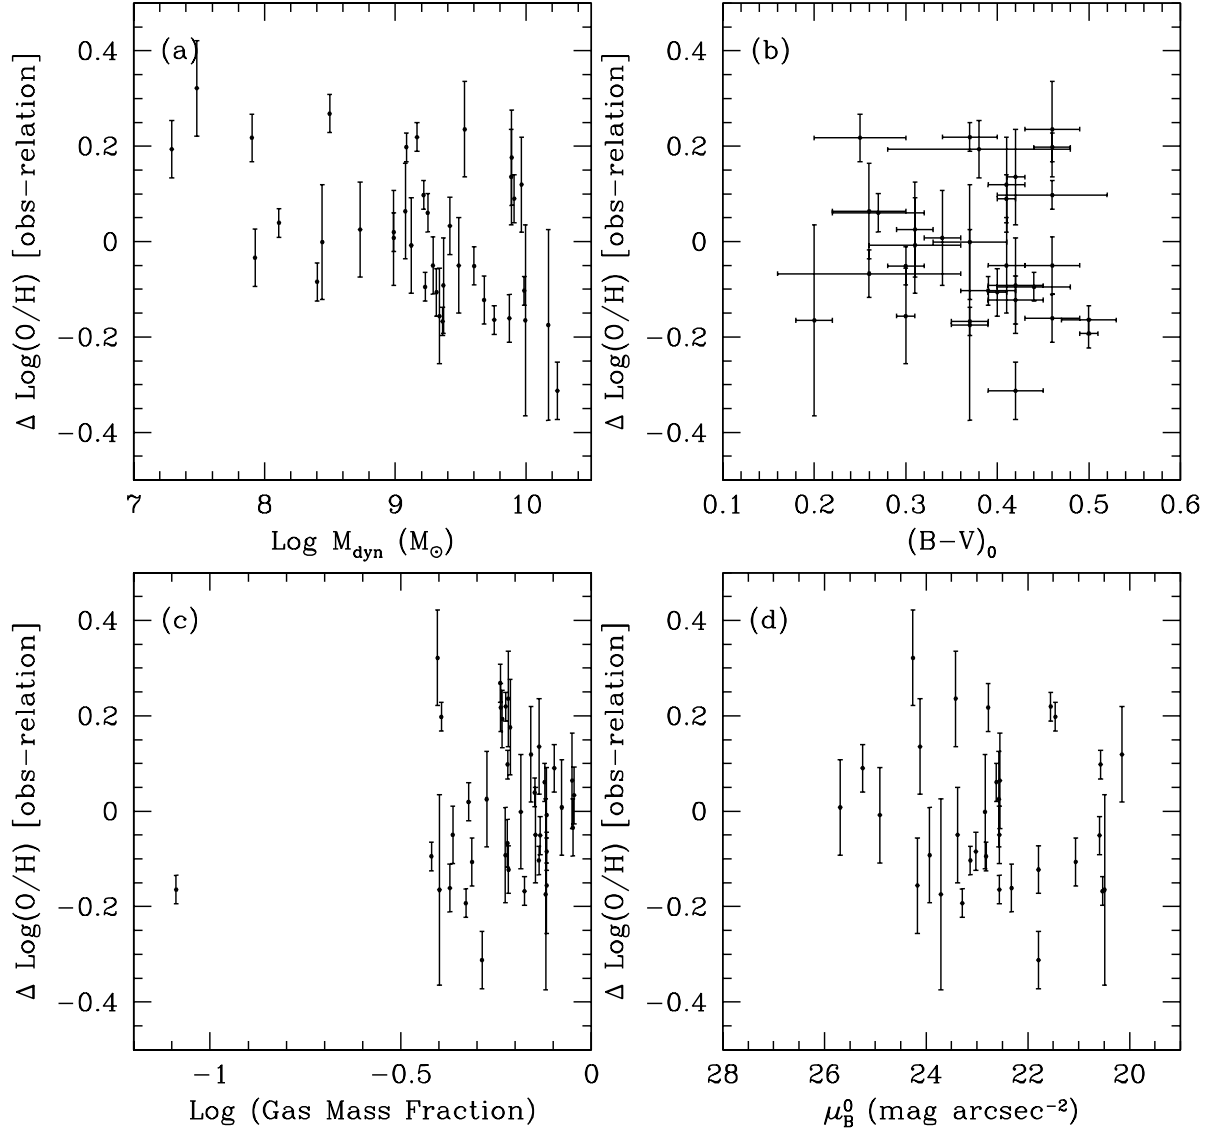 (a)
0.4
0.2
0
−0.2
−0.4
Δ Log(O/H) [obs−relation]
7 8 9 10
Log M_dyn (M_⊙)
(b)
0.4
0.2
0
−0.2
−0.4
Δ Log(O/H) [obs−relation]
0.1 0.2 0.3 0.4 0.5 0.6
(B−V)_0
(c)
0.4
0.2
0
−0.2
−0.4
Δ Log(O/H) [obs−relation]
−1 −0.5 0
Log (Gas Mass Fraction)
(d)
0.4
0.2
0
−0.2
−0.4
Δ Log(O/H) [obs−relation]
28 26 24 22 20
μ_B^0 (mag arcsec^−2)